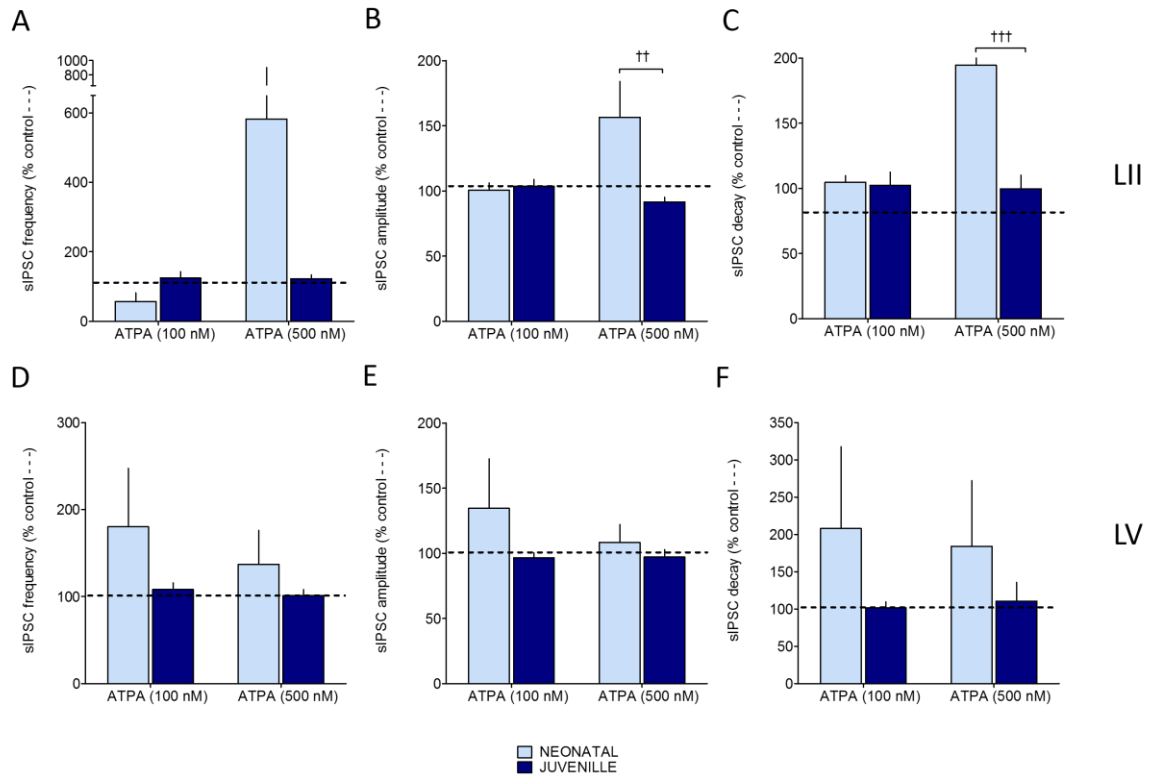 A
B
C
sIPSC frequency (% control - - -)
1000
800
600
400
200
0
ATPA (100 nM)
ATPA (500 nM)
sIPSC amplitude (% control - - -)
200
150
100
50
0
††
ATPA (100 nM)
ATPA (500 nM)
sIPSC decay (% control - - -)
200
150
100
50
0
†††
ATPA (100 nM)
ATPA (500 nM)
LII
D
E
F
sIPSC frequency (% control - - -)
300
200
100
0
ATPA (100 nM)
ATPA (500 nM)
sIPSC amplitude (% control - - -)
200
150
100
50
0
ATPA (100 nM)
ATPA (500 nM)
sIPSC decay (% control - - -)
350
300
250
200
150
100
50
0
ATPA (100 nM)
ATPA (500 nM)
LV
NEONATAL
JUVENILLE